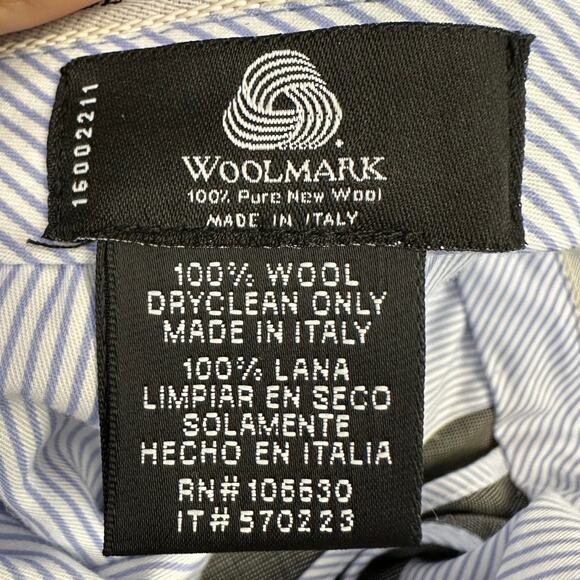 16002211
WOOLMARK
100% Pure New Wool
MADE IN ITALY
100% WOOL
DRYCLEAN ONLY
MADE IN ITALY
100% LANA
LIMPIAR EN SECO
SOLAMENTE
HECHO EN ITALIA
RN# 106630
IT# 570223